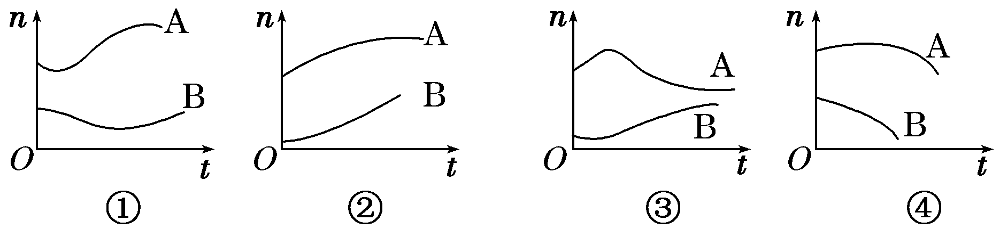 n A B O t ①
n A B O t ②
n A B O t ③
n A B O t ④